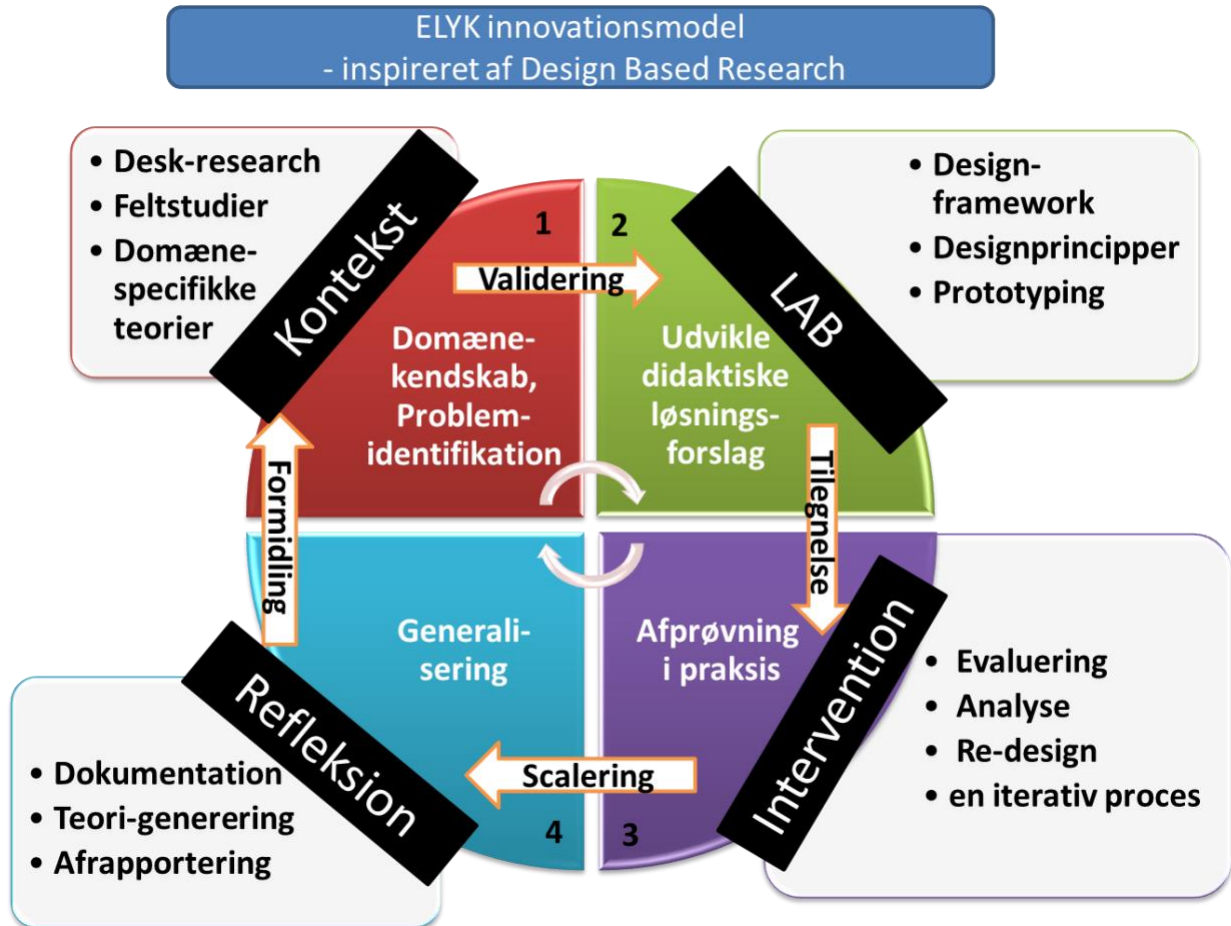 ELYK innovationsmodel
- inspireret af Design Based Research
• Desk-research
• Feltstudier
• Domæne-
specifikke
teorier
Kontekst
1
Domæne-
kendskab,
Problem-
identifikation
Validering
2
Udvikle
didaktiske
løsnings-
forslag
LAB
• Design-
framework
• Designprincipper
• Prototyping
Tilegnelse
3
Afprøvning
i praksis
Intervention
• Evaluering
• Analyse
• Re-design
• en iterativ proces
Scalering
4
Generali-
sering
Refleksion
• Dokumentation
• Teori-generering
• Afrapportering
Formidling